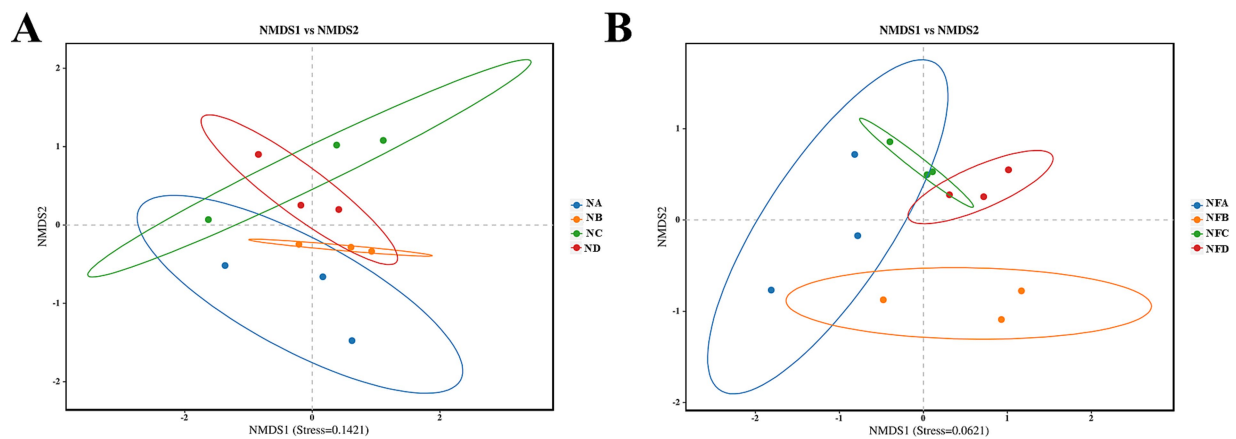 A
NMDS1 vs NMDS2
2
1
0
-1
-2
NMDS2
-2
0
2
NMDS1 (Stress=0.1421)
NA
NB
NC
ND
B
NMDS1 vs NMDS2
1
0
-1
-2
NMDS2
-2
-1
0
1
2
NMDS1 (Stress=0.0621)
NFA
NFB
NFC
NFD